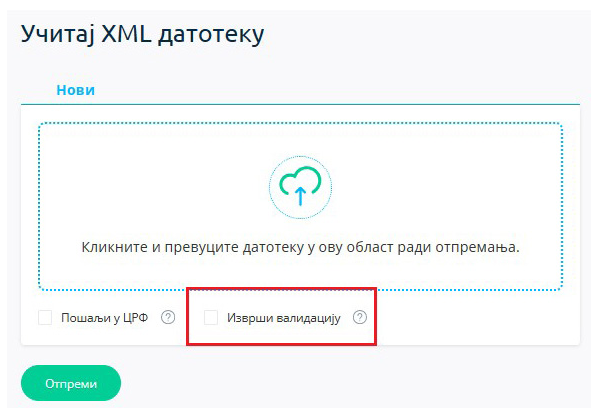 Учитај XML датотеку
Нови
Кликните и превуците датотеку у ову област ради отпремања.
Пошаљи у ЦРФ ? Изврши валидацију ?
Отпреми